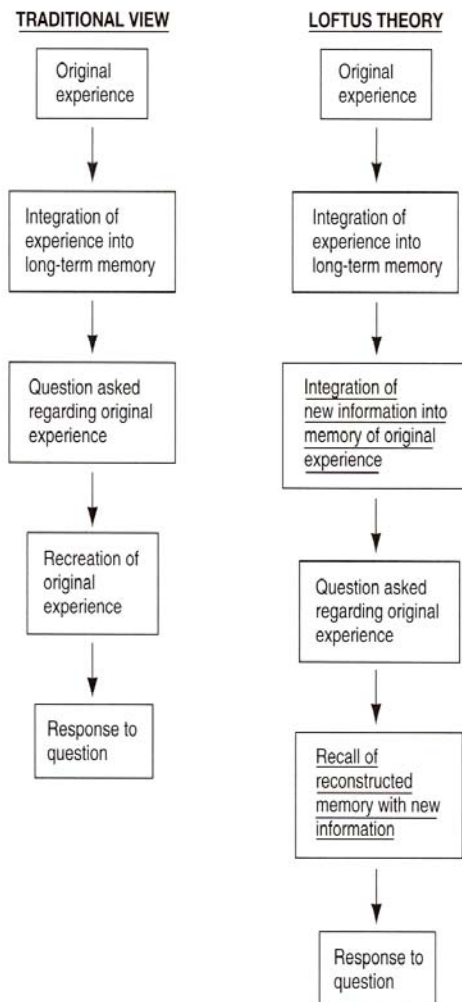 TRADITIONAL VIEW
Original
experience
Integration of
experience into
long-term memory
Question asked
regarding original
experience
Recreation of
original
experience
Response to
question
LOFTUS THEORY
Original
experience
Integration of
experience into
long-term memory
Integration of
new information into
memory of original
experience
Question asked
regarding original
experience
Recall of
reconstructed
memory with new
information
Response to
question